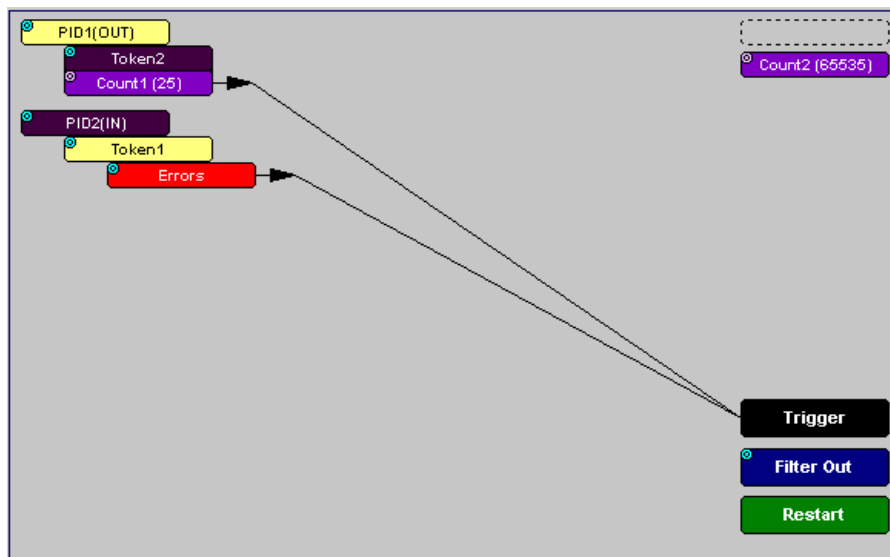 PID1(OUT)
Token2
Count1 (25)
PID2(IN)
Token1
Errors
Count2 (65535)
Trigger
Filter Out
Restart